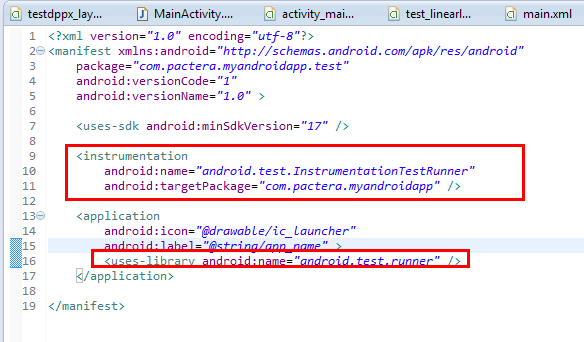 testdppx_lay... MainActivity.... activity_mai... test_linearl... main.xml
1 <?xml version="1.0" encoding="utf-8"?>
2 <manifest xmlns:android="http://schemas.android.com/apk/res/android"
3 package="com.pactera.myandroidapp.test"
4 android:versionCode="1"
5 android:versionName="1.0" >
6
7 <uses-sdk android:minSdkVersion="17" />
8
9 <instrumentation
10 android:name="android.test.InstrumentationTestRunner"
11 android:targetPackage="com.pactera.myandroidapp" />
12
13 <application
14 android:icon="@drawable/ic_launcher"
15 android:label="@string/app_name" >
16 <uses-library android:name="android.test.runner" />
17 </application>
18
19 </manifest>